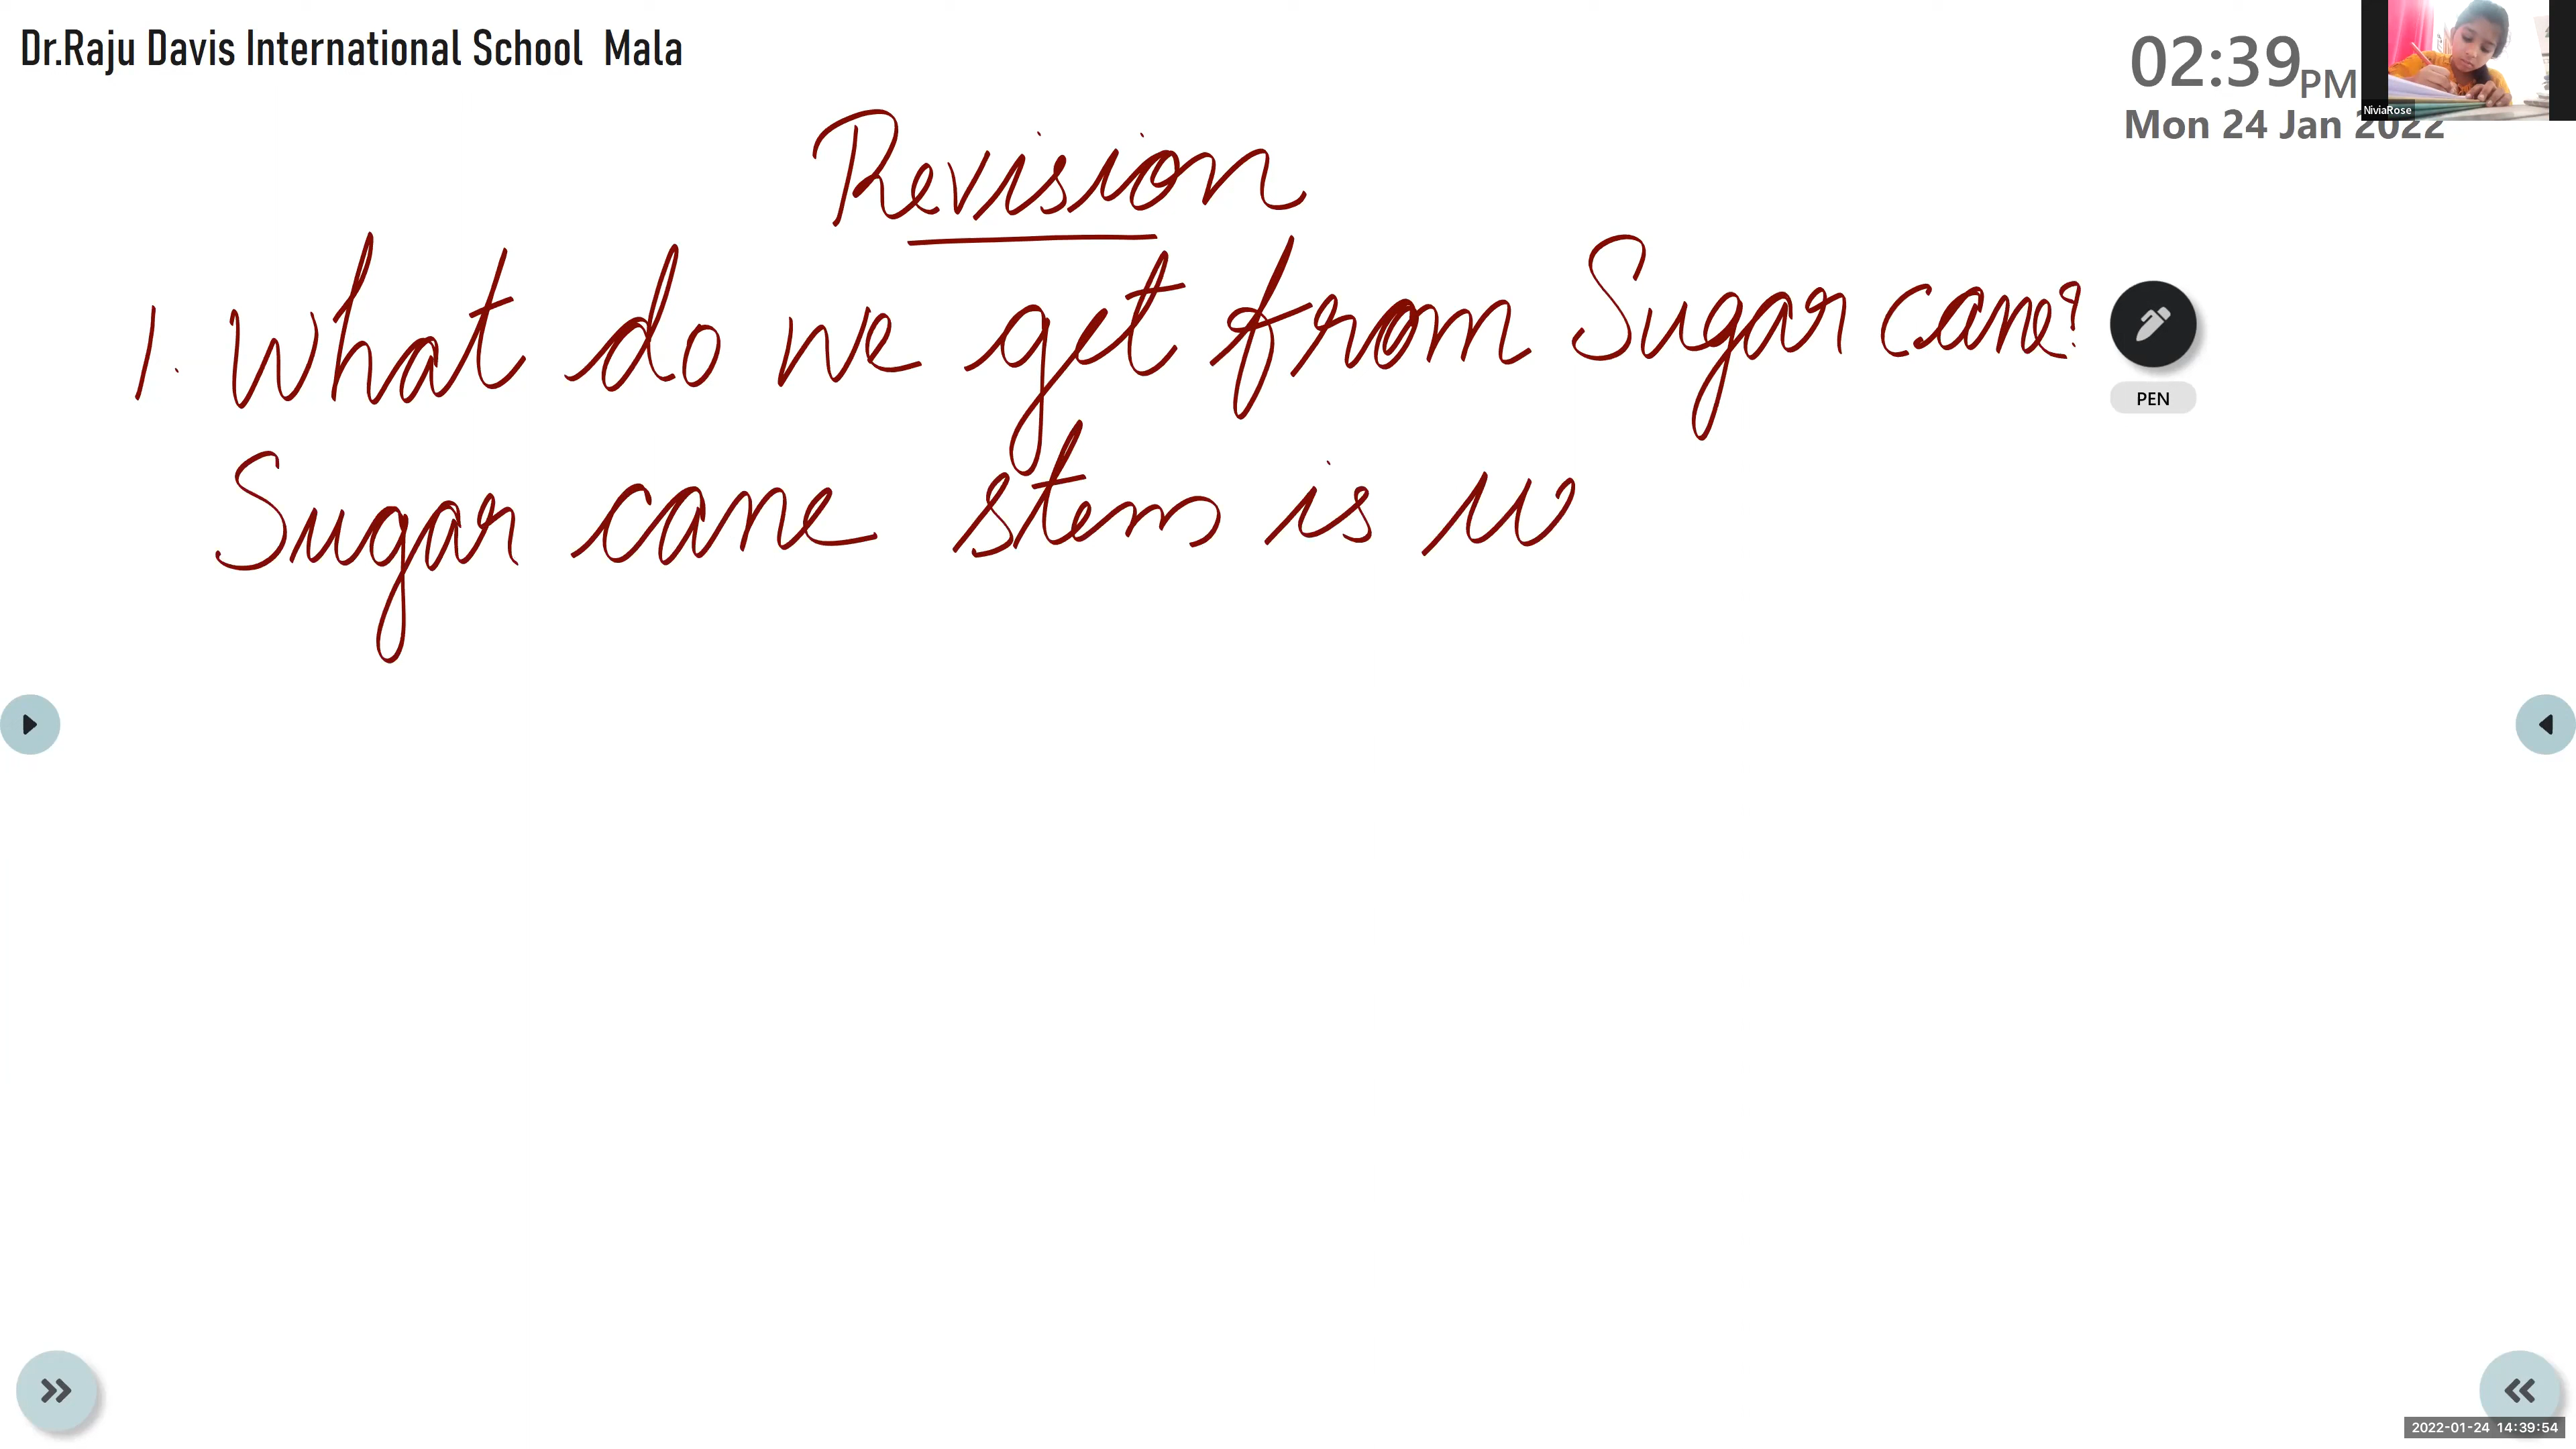 Dr.Raju Davis International School Mala
02:39PM
NiviaRose
Mon 24 Jan 2022
Revision
1. What do we get from Sugar cane?
PEN
Sugar cane stem is
2022-01-24 14:39:54